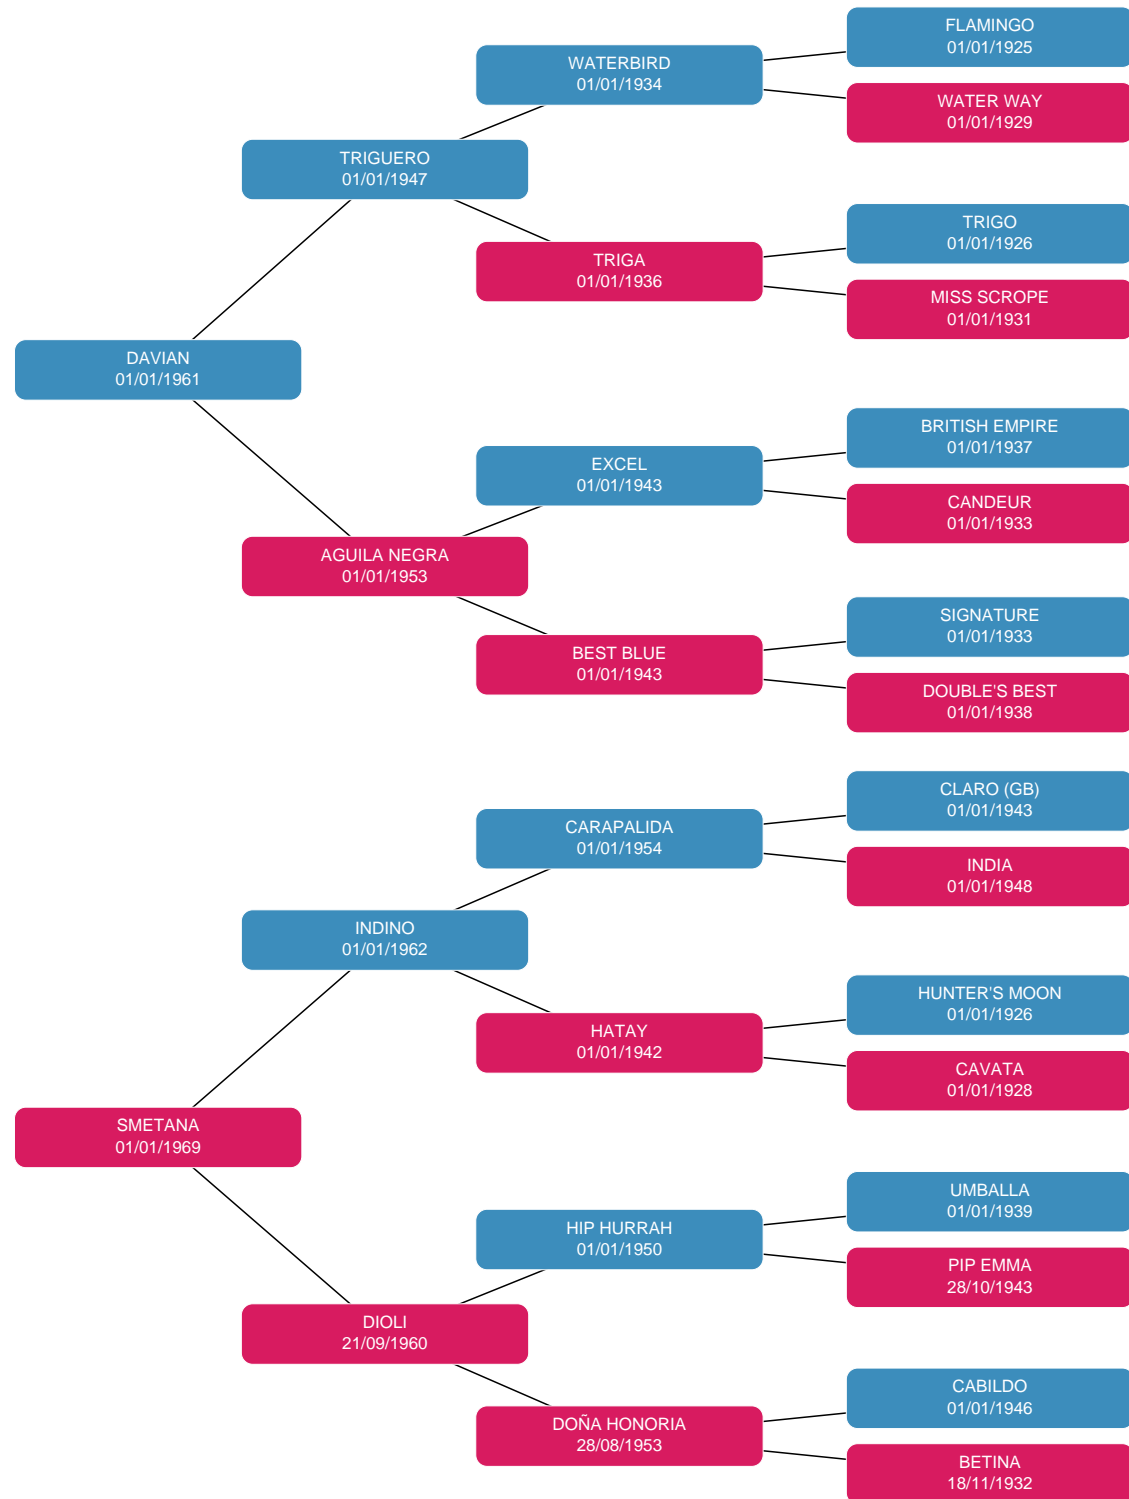 FLAMINGO
01/01/1925
WATERBIRD
01/01/1934
WATER WAY
01/01/1929
TRIGUERO
01/01/1947
TRIGO
01/01/1926
TRIGA
01/01/1936
MISS SCROPE
01/01/1931
DAVIAN
01/01/1961
BRITISH EMPIRE
01/01/1937
EXCEL
01/01/1943
CANDEUR
01/01/1933
AGUILA NEGRA
01/01/1953
SIGNATURE
01/01/1933
BEST BLUE
01/01/1943
DOUBLE'S BEST
01/01/1938
CLARO (GB)
01/01/1943
CARAPALIDA
01/01/1954
INDIA
01/01/1948
INDINO
01/01/1962
HUNTER'S MOON
01/01/1926
HATAY
01/01/1942
CAVATA
01/01/1928
SMETANA
01/01/1969
UMBALLA
01/01/1939
HIP HURRAH
01/01/1950
PIP EMMA
28/10/1943
DIOLI
21/09/1960
CABILDO
01/01/1946
DOÑA HONORIA
28/08/1953
BETINA
18/11/1932